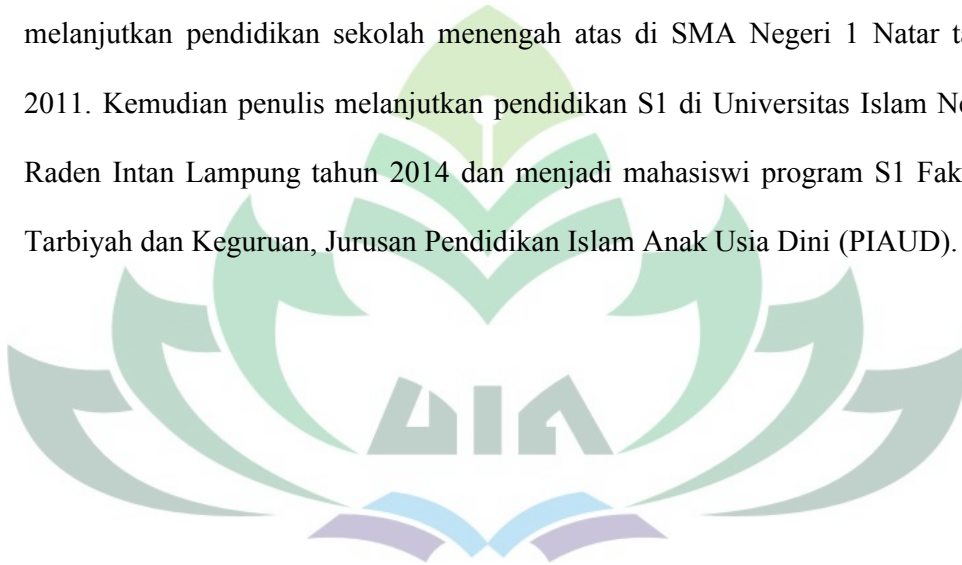 melanjutkan pendidikan sekolah menengah atas di SMA Negeri 1 Natar
2011. Kemudian penulis melanjutkan pendidikan S1 di Universitas Islam
Raden Intan Lampung tahun 2014 dan menjadi mahasiswi program S1
Tarbiyah dan Keguruan, Jurusan Pendidikan Islam Anak Usia Dini (PIAUD).
UIN